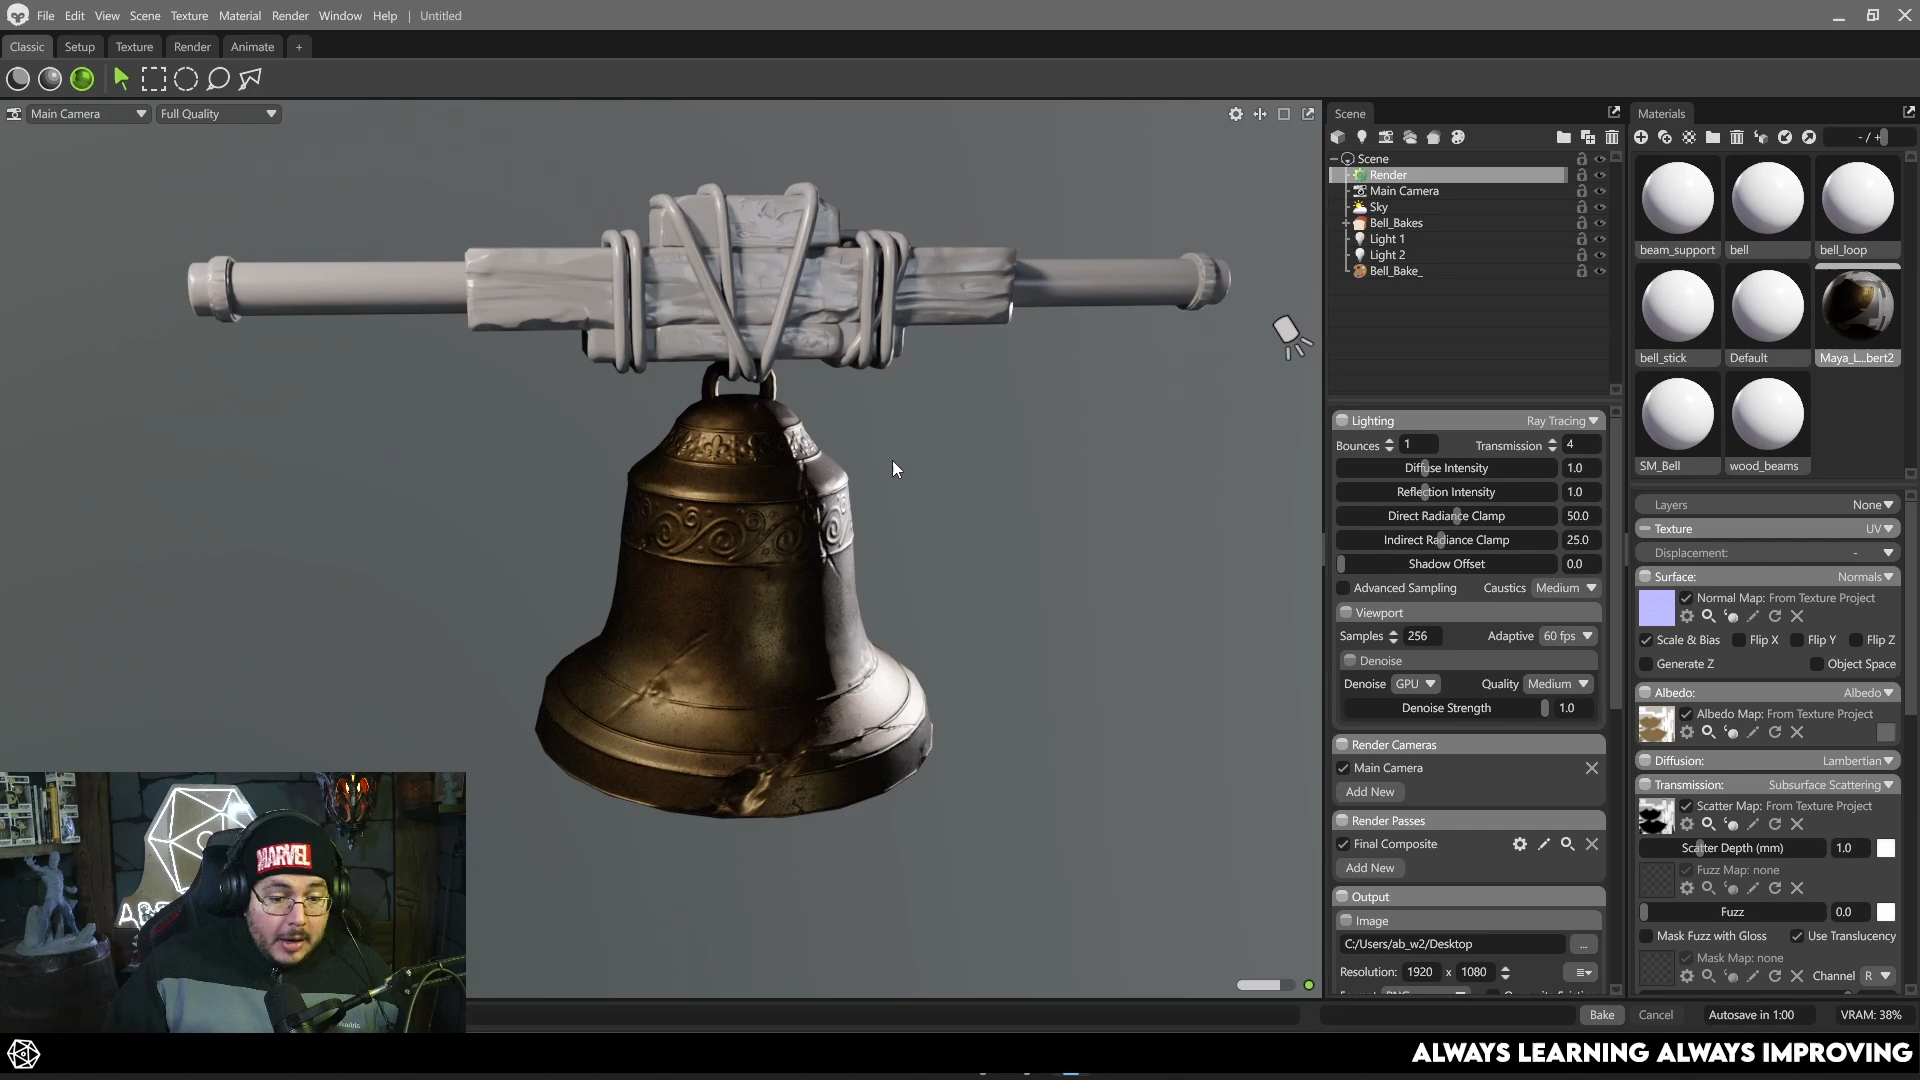 File Edit View Scene Texture Material Render Window Help | Untitled
Classic Setup Texture Render Animate +
Main Camera Full Quality
Scene
Scene
Render
Main Camera
Sky
Bell_Bakes
Light 1
Light 2
Bell_Bake_
Lighting Ray Tracing
Bounces 1 Transmission 4
Diffuse Intensity 1.0
Reflection Intensity 1.0
Direct Radiance Clamp 50.0
Indirect Radiance Clamp 25.0
Shadow Offset 0.0
Advanced Sampling Caustics Medium
Viewport
Samples 256 Adaptive 60 fps
Denoise
Denoise GPU Quality Medium
Denoise Strength 1.0
Render Cameras
Main Camera
Add New
Render Passes
Final Composite
Add New
Output
Image
C:/Users/ab_w2/Desktop ...
Resolution: 1920 x 1080
Materials
- / +
beam_support bell bell_loop
bell_stick Default Maya_L...bert2
SM_Bell wood_beams
Layers None
Texture UV
Displacement: -
Surface: Normals
Normal Map: From Texture Project
Scale & Bias Flip X Flip Y Flip Z
Generate Z Object Space
Albedo: Albedo
Albedo Map: From Texture Project
Diffusion: Lambertian
Transmission: Subsurface Scattering
Scatter Map: From Texture Project
Scatter Depth (mm) 1.0
Fuzz Map: none
Fuzz 0.0
Mask Fuzz with Gloss Use Translucency
Mask Map: none
Channel R
MARVEL
Bake Cancel Autosave in 1:00 VRAM: 38%
ALWAYS LEARNING ALWAYS IMPROVING